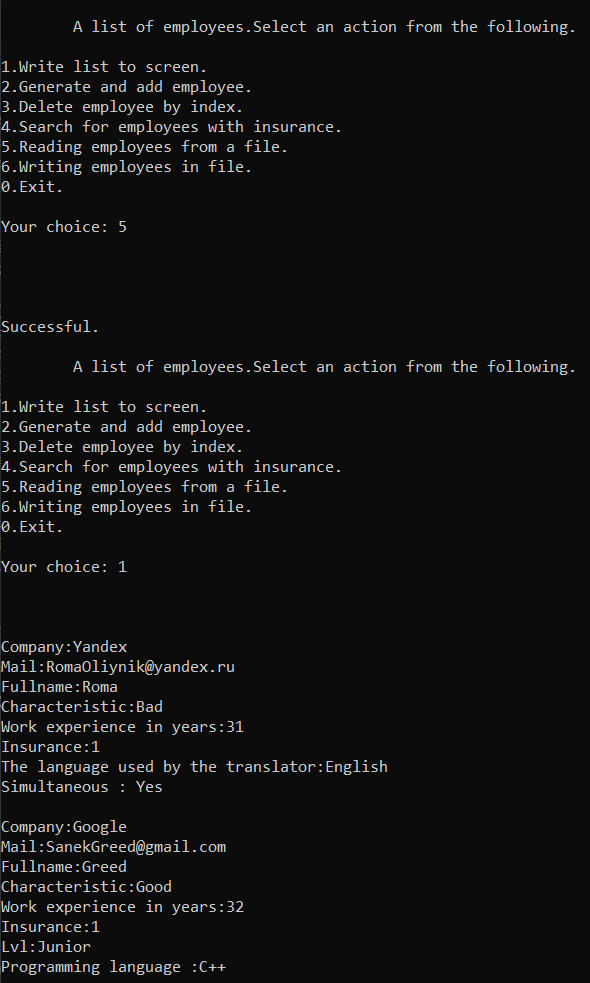 A list of employees.Select an action from the following.
1.Write list to screen.
2.Generate and add employee.
3.Delete employee by index.
4.Search for employees with insurance.
5.Reading employees from a file.
6.Writing employees in file.
0.Exit.
Your choice: 5
Successful.
A list of employees.Select an action from the following.
1.Write list to screen.
2.Generate and add employee.
3.Delete employee by index.
4.Search for employees with insurance.
5.Reading employees from a file.
6.Writing employees in file.
0.Exit.
Your choice: 1
Company:Yandex
Mail:RomaOliynik@yandex.ru
Fullname:Roma
Characteristic:Bad
Work experience in years:31
Insurance:1
The language used by the translator:English
Simultaneous : Yes
Company:Google
Mail:SanekGreed@gmail.com
Fullname:Greed
Characteristic:Good
Work experience in years:32
Insurance:1
Lvl:Junior
Programming language :C++